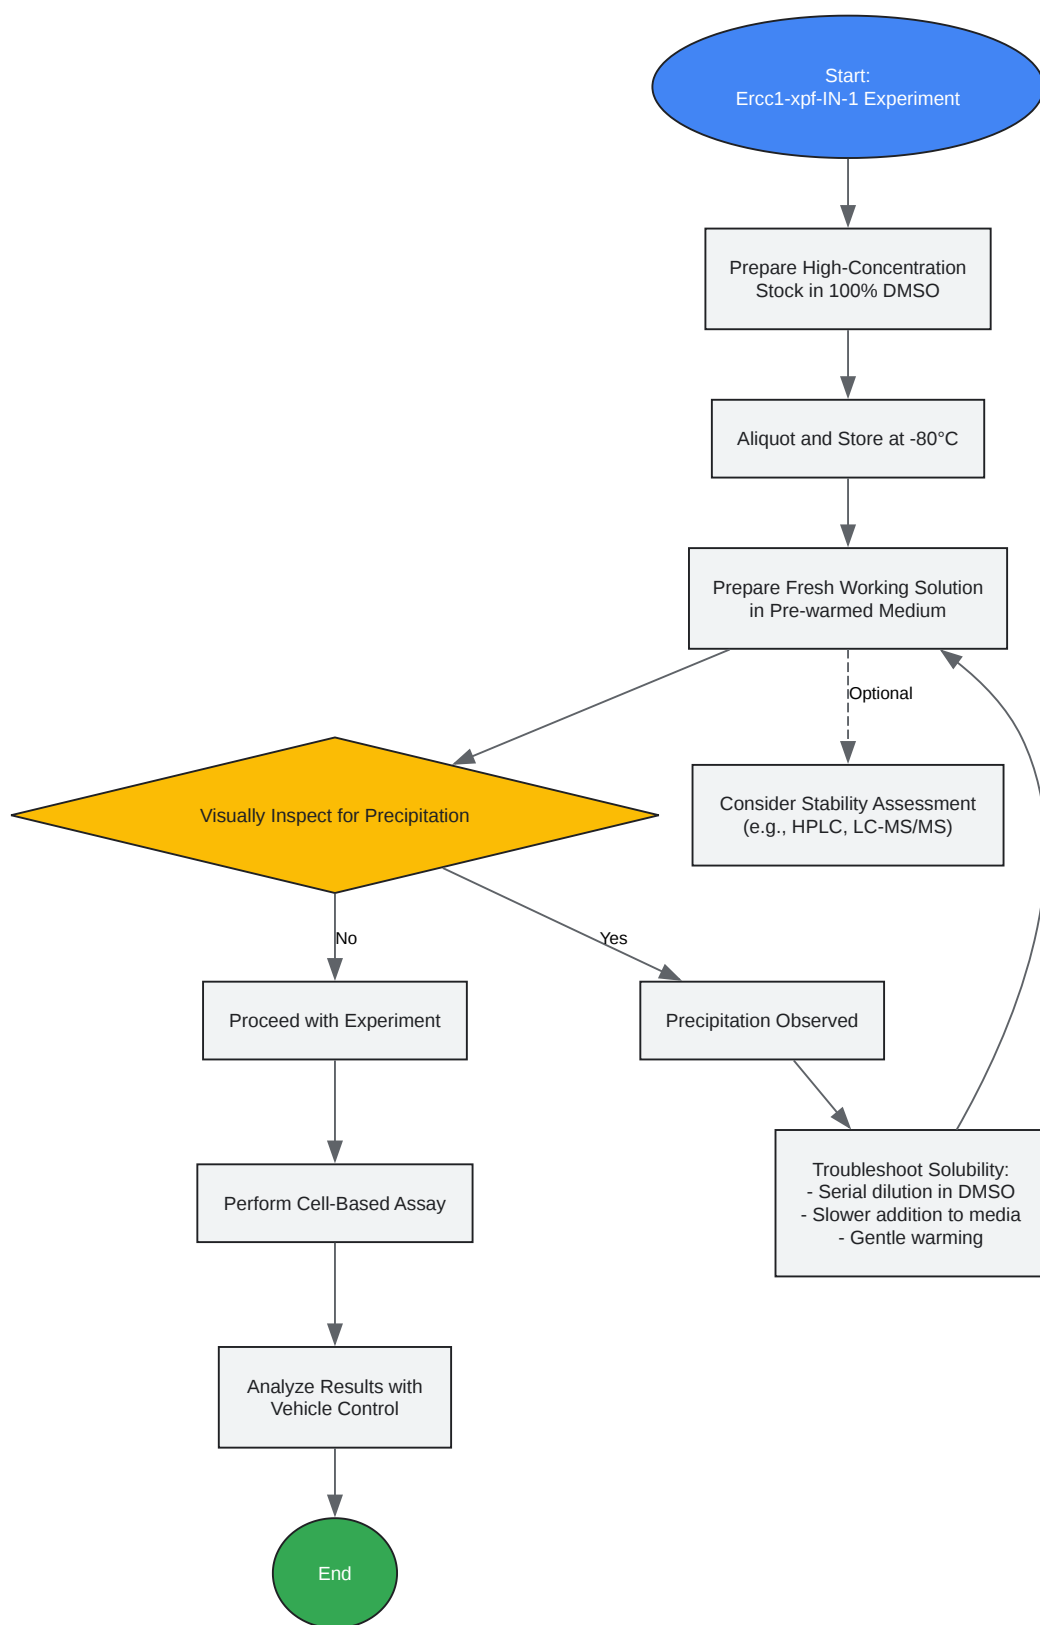 Start:
Ercc1-xpf-IN-1 Experiment
Prepare High-Concentration
Stock in 100% DMSO
Aliquot and Store at -80°C
Prepare Fresh Working Solution
in Pre-warmed Medium
Optional
Visually Inspect for Precipitation
Consider Stability Assessment
(e.g., HPLC, LC-MS/MS)
No
Yes
Proceed with Experiment
Precipitation Observed
Perform Cell-Based Assay
Troubleshoot Solubility:
- Serial dilution in DMSO
- Slower addition to media
- Gentle warming
Analyze Results with
Vehicle Control
End